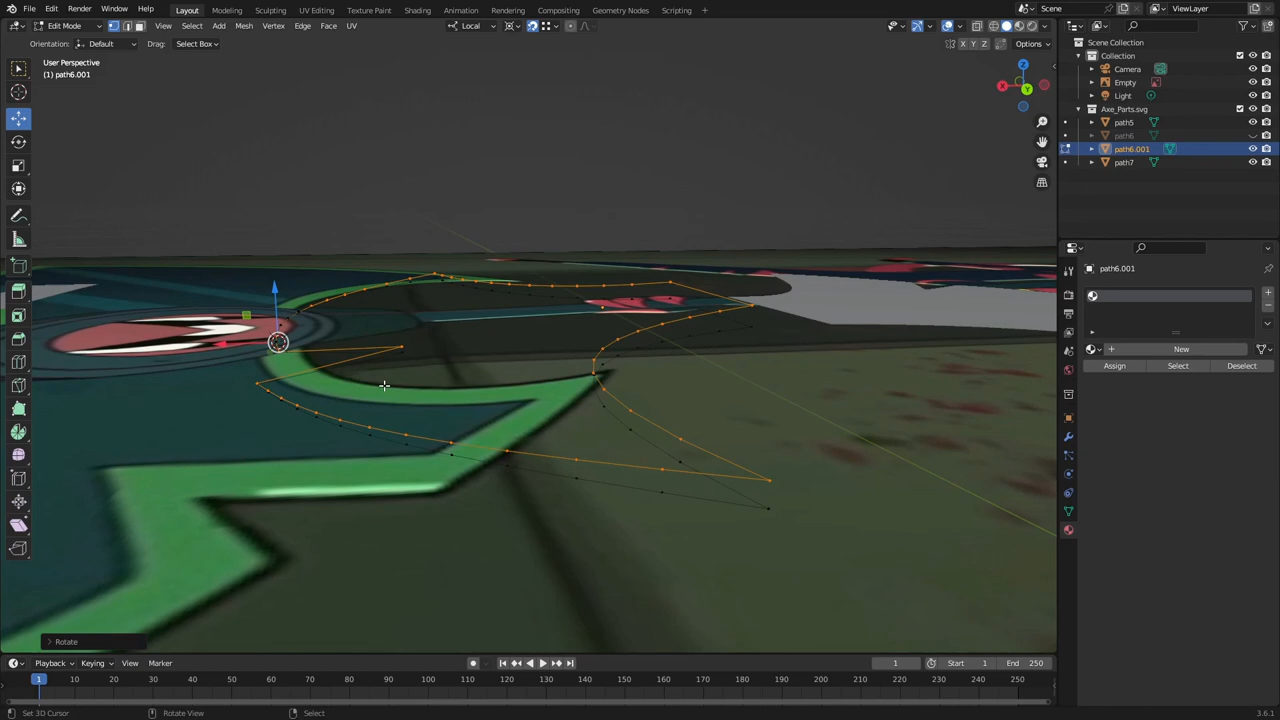 File Edit Render Window Help Layout Modeling Sculpting UV Editing Texture Paint Shading Animation Rendering Compositing Geometry Nodes Scripting Scene ViewLayer
Edit Mode View Select Add Mesh Vertex Edge Face UV Local
Orientation: Default Drag: Select Box X Y Z Options
User Perspective
(1) path6.001
Z
X
Y
Scene Collection
Collection
Camera
Empty
Light
Axe_Parts.svg
path5
path6
path6.001
path7
path6.001
New
Assign Select Deselect
Rotate
Playback Keying View Marker 1 Start 1 End 250
1 10 20 30 40 50 60 70 80 90 100 110 120 130 140 150 160 170 180 190 200 210 220 230 240 250
Set 3D Cursor Rotate View Select 3.6.1